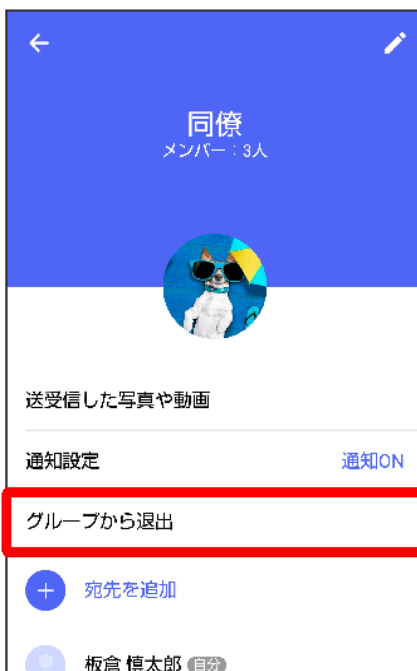 同僚
メンバー：3人
送受信した写真や動画
通知設定 通知ON
グループから退出
宛先を追加
板倉 慎太郎 自分